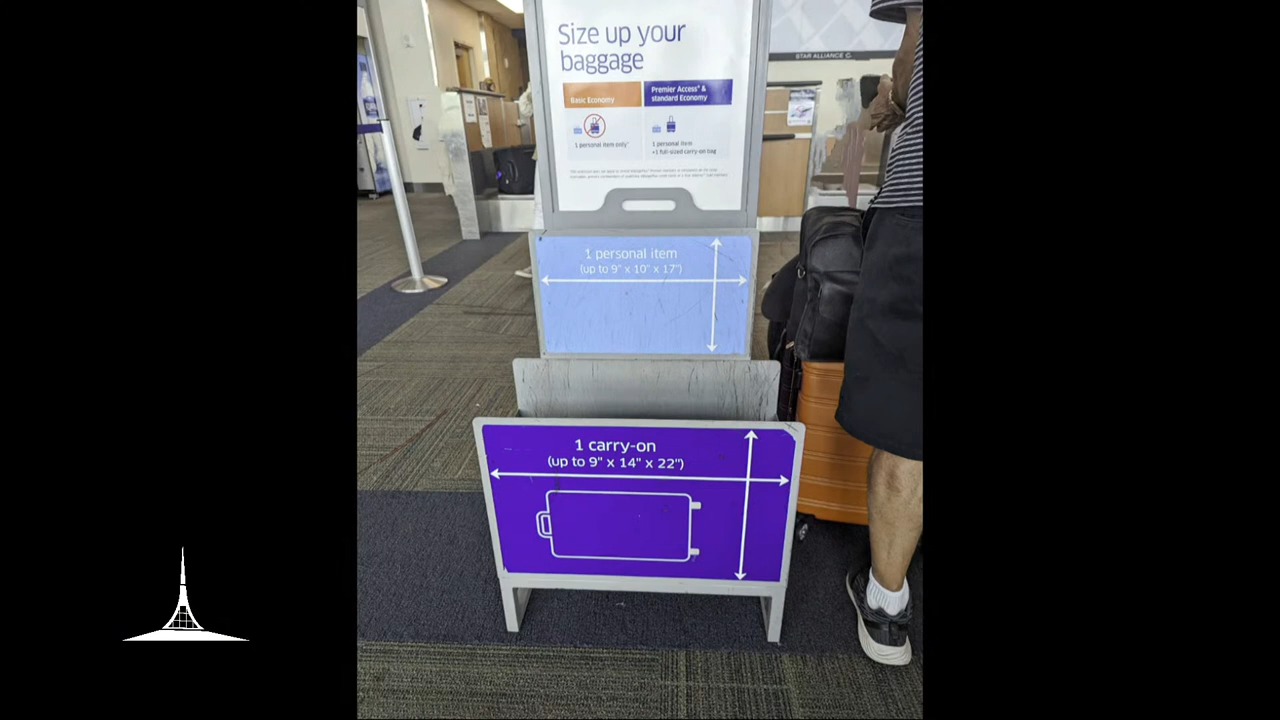 Size up your
baggage
Basic Economy
Premier Access® &
standard Economy
1 personal item only*
1 personal item
+1 full-sized carry-on bag
STAR ALLIANCE
1 personal item
(up to 9" x 10" x 17")
1 carry-on
(up to 9" x 14" x 22")